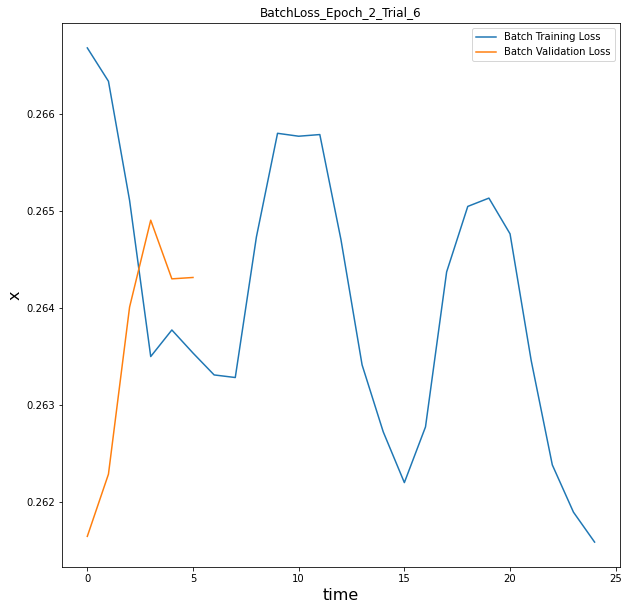 BatchLoss_Epoch_2_Trial_6
Batch Training Loss
Batch Validation Loss
0.266
0.265
0.264
0.263
0.262
x
0 5 10 15 20 25
time